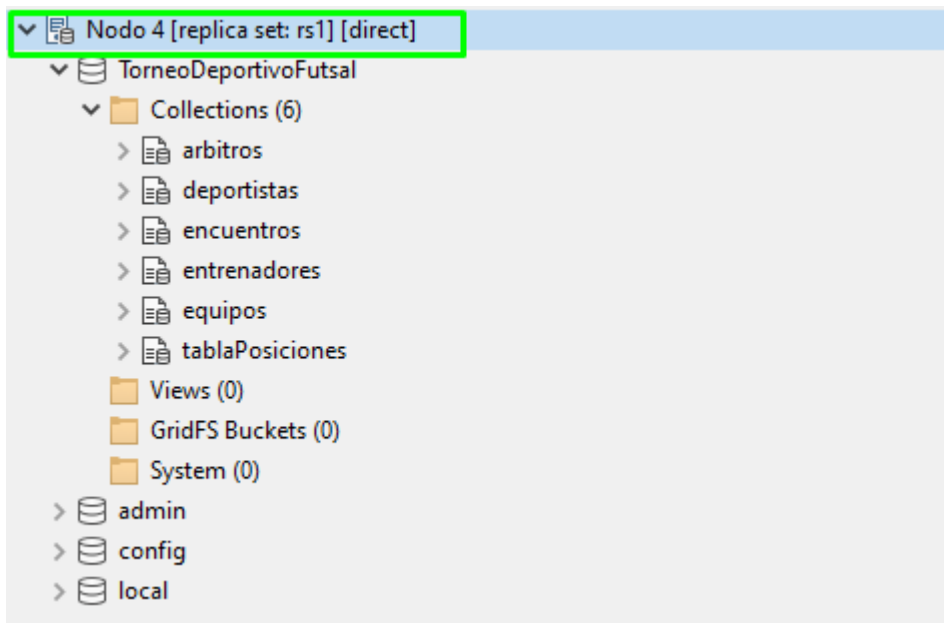 Nodo 4 [replica set: rs1] [direct]
TorneoDeportivoFutsal
Collections (6)
arbitros
deportistas
encuentros
entrenadores
equipos
tablaPosiciones
Views (0)
GridFS Buckets (0)
System (0)
admin
config
local